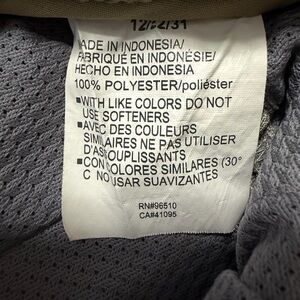 12/22/31
MADE IN INDONESIA/
FABRIQUÉ EN INDONÉSIE/
HECHO EN INDONESIA
100% POLYESTER/poliéster
▪WITH LIKE COLORS DO NOT
USE SOFTENERS
▪AVEC DES COULEURS
SIMILAIRES NE PAS UTILISER
D'ASSOUPLISSANTS
▪CON COLORES SIMILARES (30°
C NO USAR SUAVIZANTES
RN#96510
CA#41095